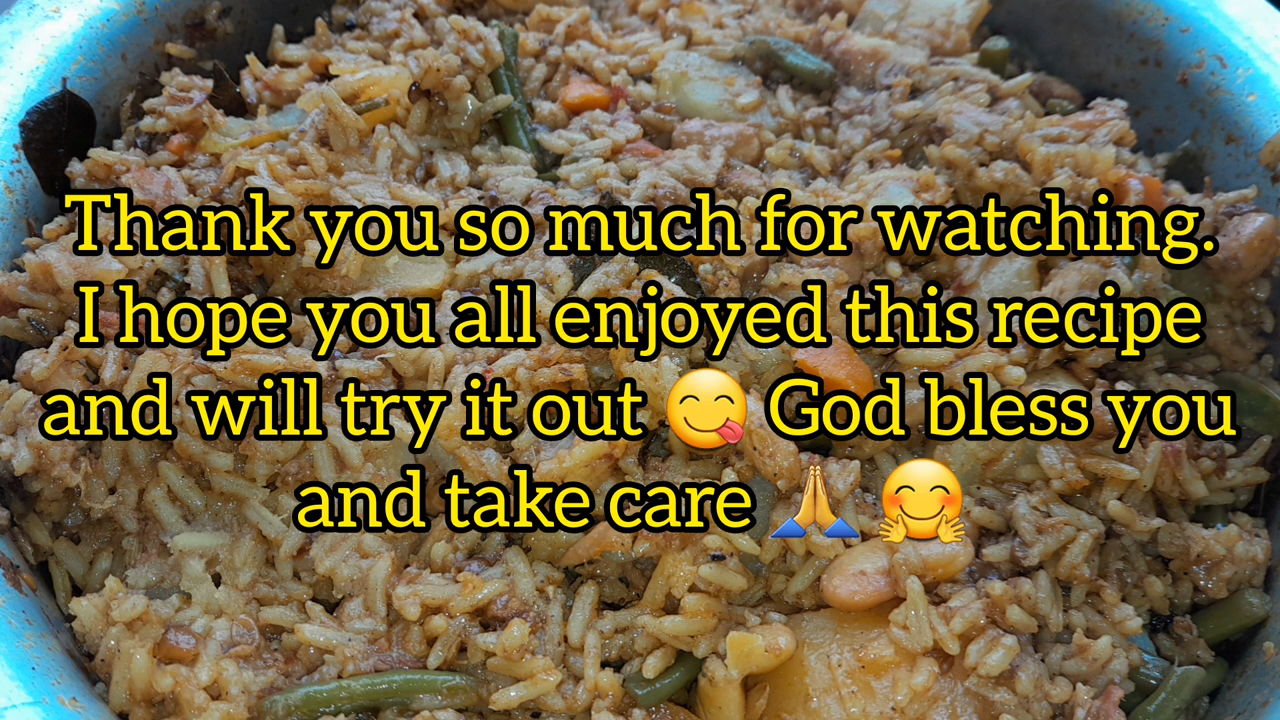 Thank you so much for watching.
I hope you all enjoyed this recipe
and will try it out 😋 God bless you
and take care 🙏 🤗